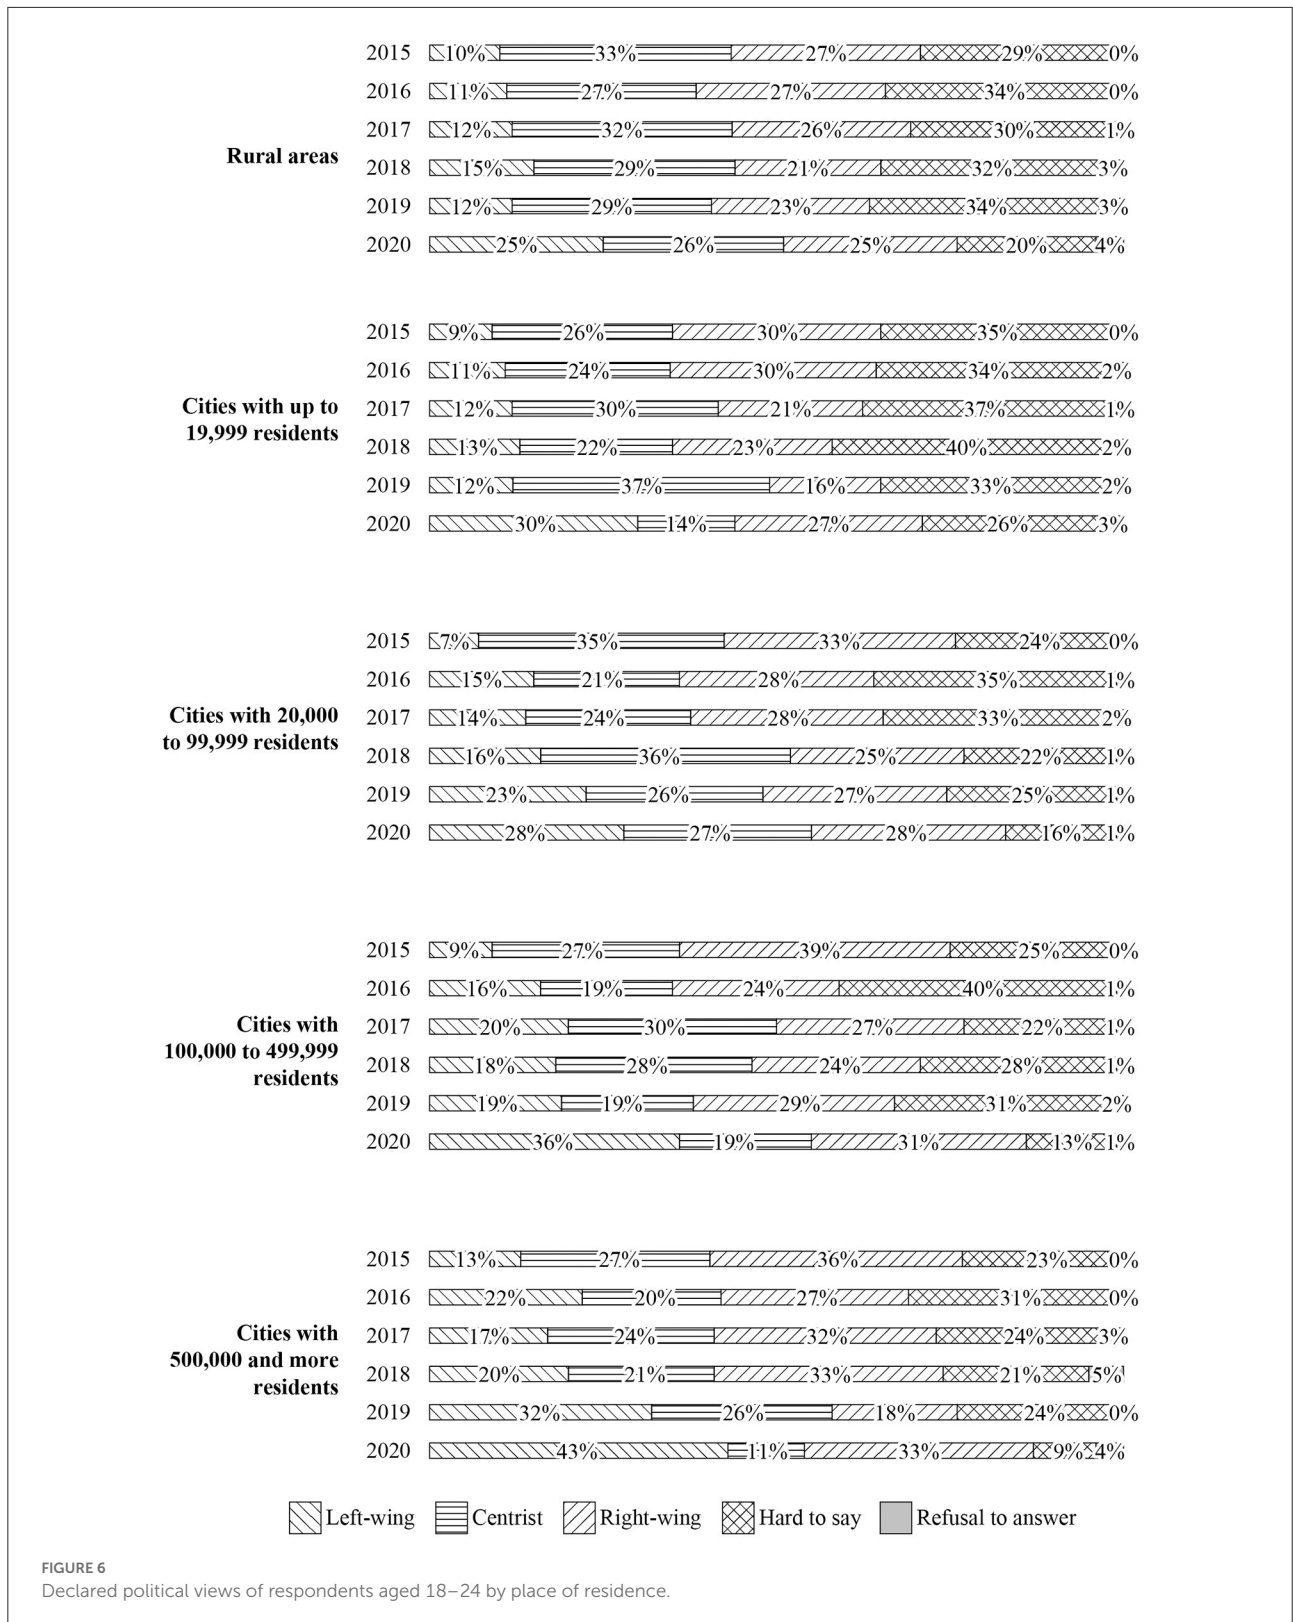 2015 10% 33% 27% 29% 0%
2016 11% 27% 27% 34% 0%
2017 12% 32% 26% 30% 1%
Rural areas
2018 15% 29% 21% 32% 3%
2019 12% 29% 23% 34% 3%
2020 25% 26% 25% 20% 4%
2015 9% 26% 30% 35% 0%
2016 11% 24% 30% 34% 2%
Cities with up to
2017 12% 30% 21% 37% 1%
19,999 residents
2018 13% 22% 23% 40% 2%
2019 12% 37% 16% 33% 2%
2020 30% 14% 27% 26% 3%
2015 7% 35% 33% 24% 0%
2016 15% 21% 28% 35% 1%
Cities with 20,000
2017 14% 24% 28% 33% 2%
to 99,999 residents
2018 16% 36% 25% 22% 1%
2019 23% 26% 27% 25% 1%
2020 28% 27% 28% 16% 1%
2015 9% 27% 39% 25% 0%
2016 16% 19% 24% 40% 1%
Cities with
2017 20% 30% 27% 22% 1%
100,000 to 499,999
2018 18% 28% 24% 28% 1%
residents
2019 19% 19% 29% 31% 2%
2020 36% 19% 31% 13% 1%
2015 13% 27% 36% 23% 0%
2016 22% 20% 27% 31% 0%
Cities with
2017 17% 24% 32% 24% 3%
500,000 and more
2018 20% 21% 33% 21% 5%
residents
2019 32% 26% 18% 24% 0%
2020 43% 11% 33% 9% 4%
Left-wing Centrist Right-wing Hard to say Refusal to answer
FIGURE 6
Declared political views of respondents aged 18–24 by place of residence.